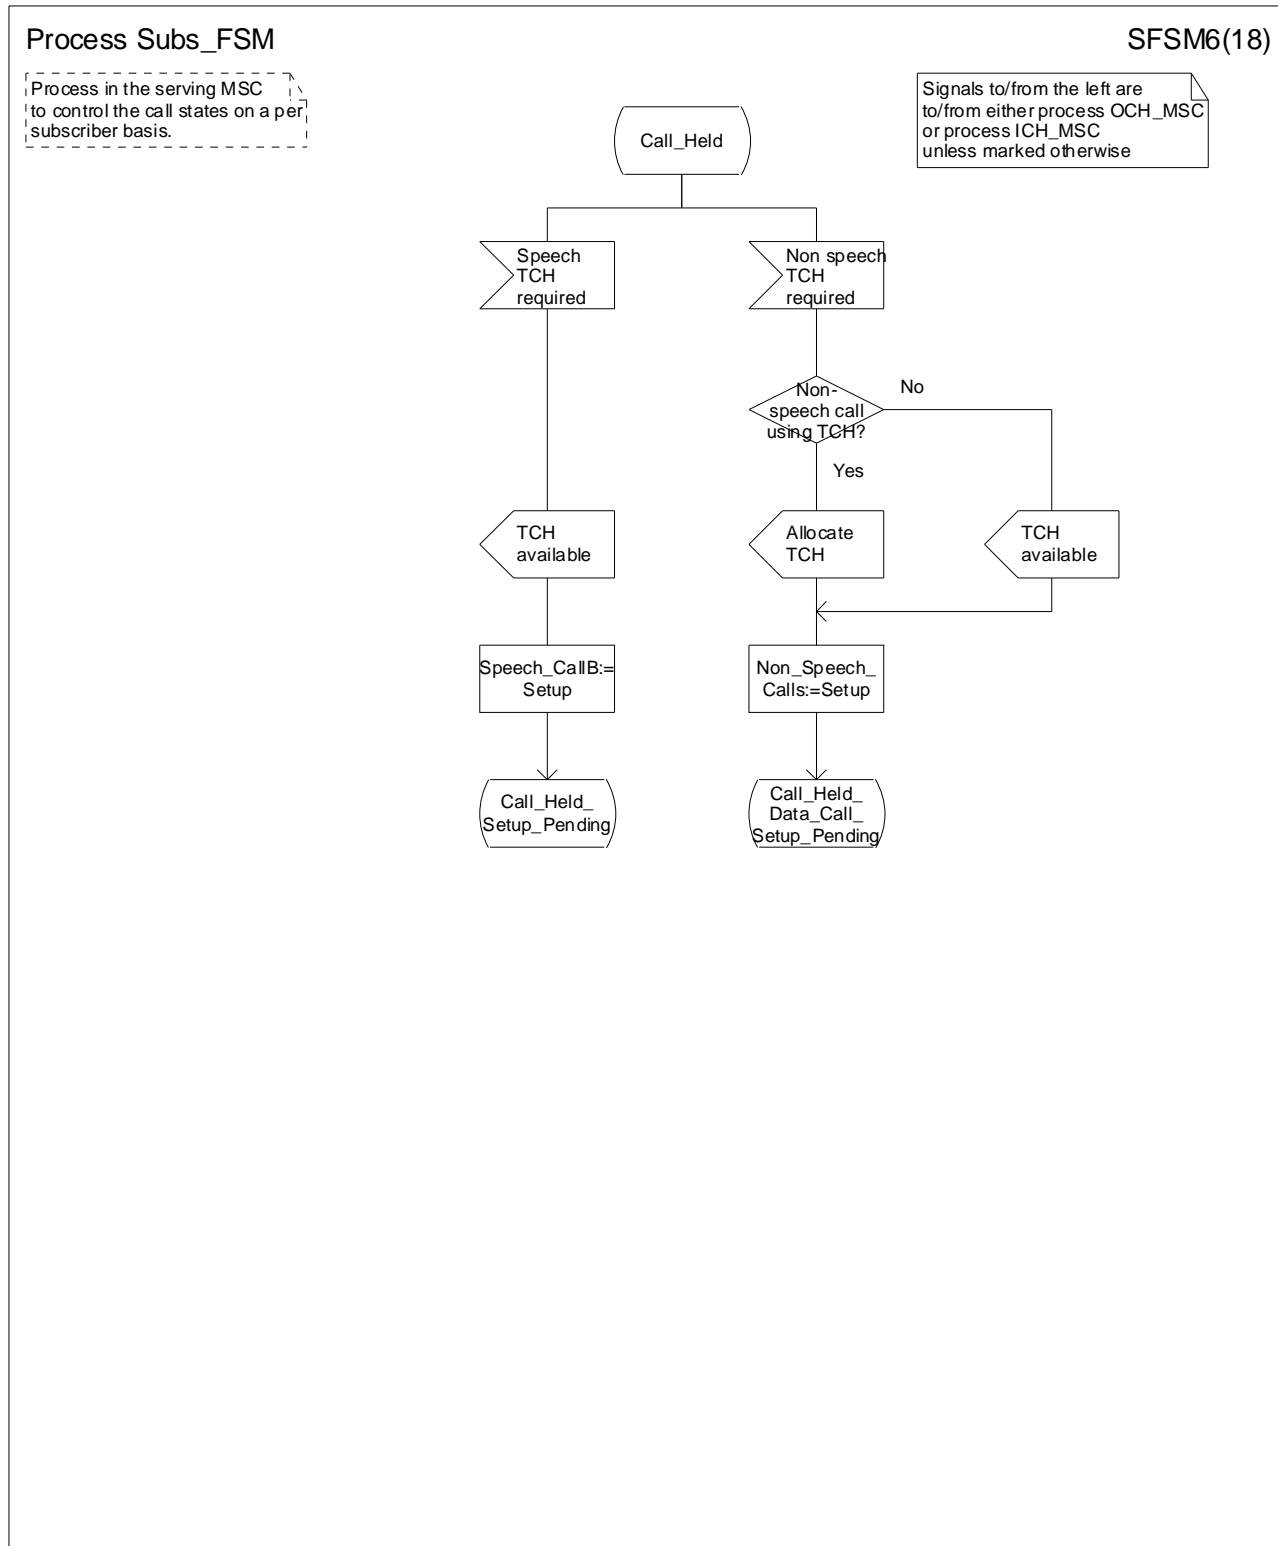 Process Subs_FSM
SFSM6(18)
Process in the serving MSC
to control the call states on a per
subscriber basis.
Signals to/from the left are
to/from either process OCH_MSC
or process ICH_MSC
unless marked otherwise
Call_Held
Speech
TCH
required
Non speech
TCH
required
Non-
speech call
using TCH?
No
Yes
TCH
available
Allocate
TCH
TCH
available
Speech_CallB:=
Setup
Non_Speech_
Calls:=Setup
Call_Held_
Setup_Pending
Call_Held_
Data_Call_
Setup_Pending